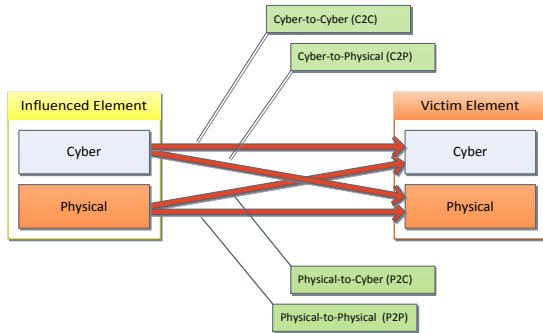 Cyber-to-Cyber (C2C)
Cyber-to-Physical (C2P)
Influenced Element
Victim Element
Cyber
Cyber
Physical
Physical
Physical-to-Cyber (P2C)
Physical-to-Physical (P2P)